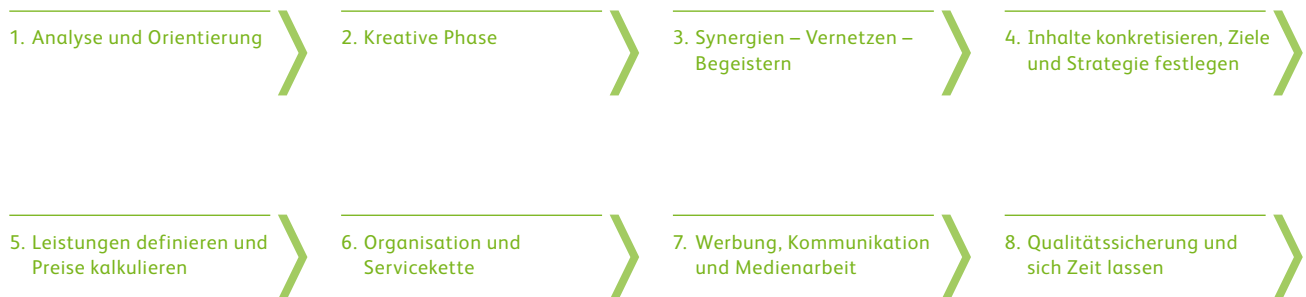 1. Analyse und Orientierung
2. Kreative Phase
3. Synergien – Vernetzen –
Begeistern
4. Inhalte konkretisieren, Ziele
und Strategie festlegen
5. Leistungen definieren und
Preise kalkulieren
6. Organisation und
Servicekette
7. Werbung, Kommunikation
und Medienarbeit
8. Qualitätssicherung und
sich Zeit lassen